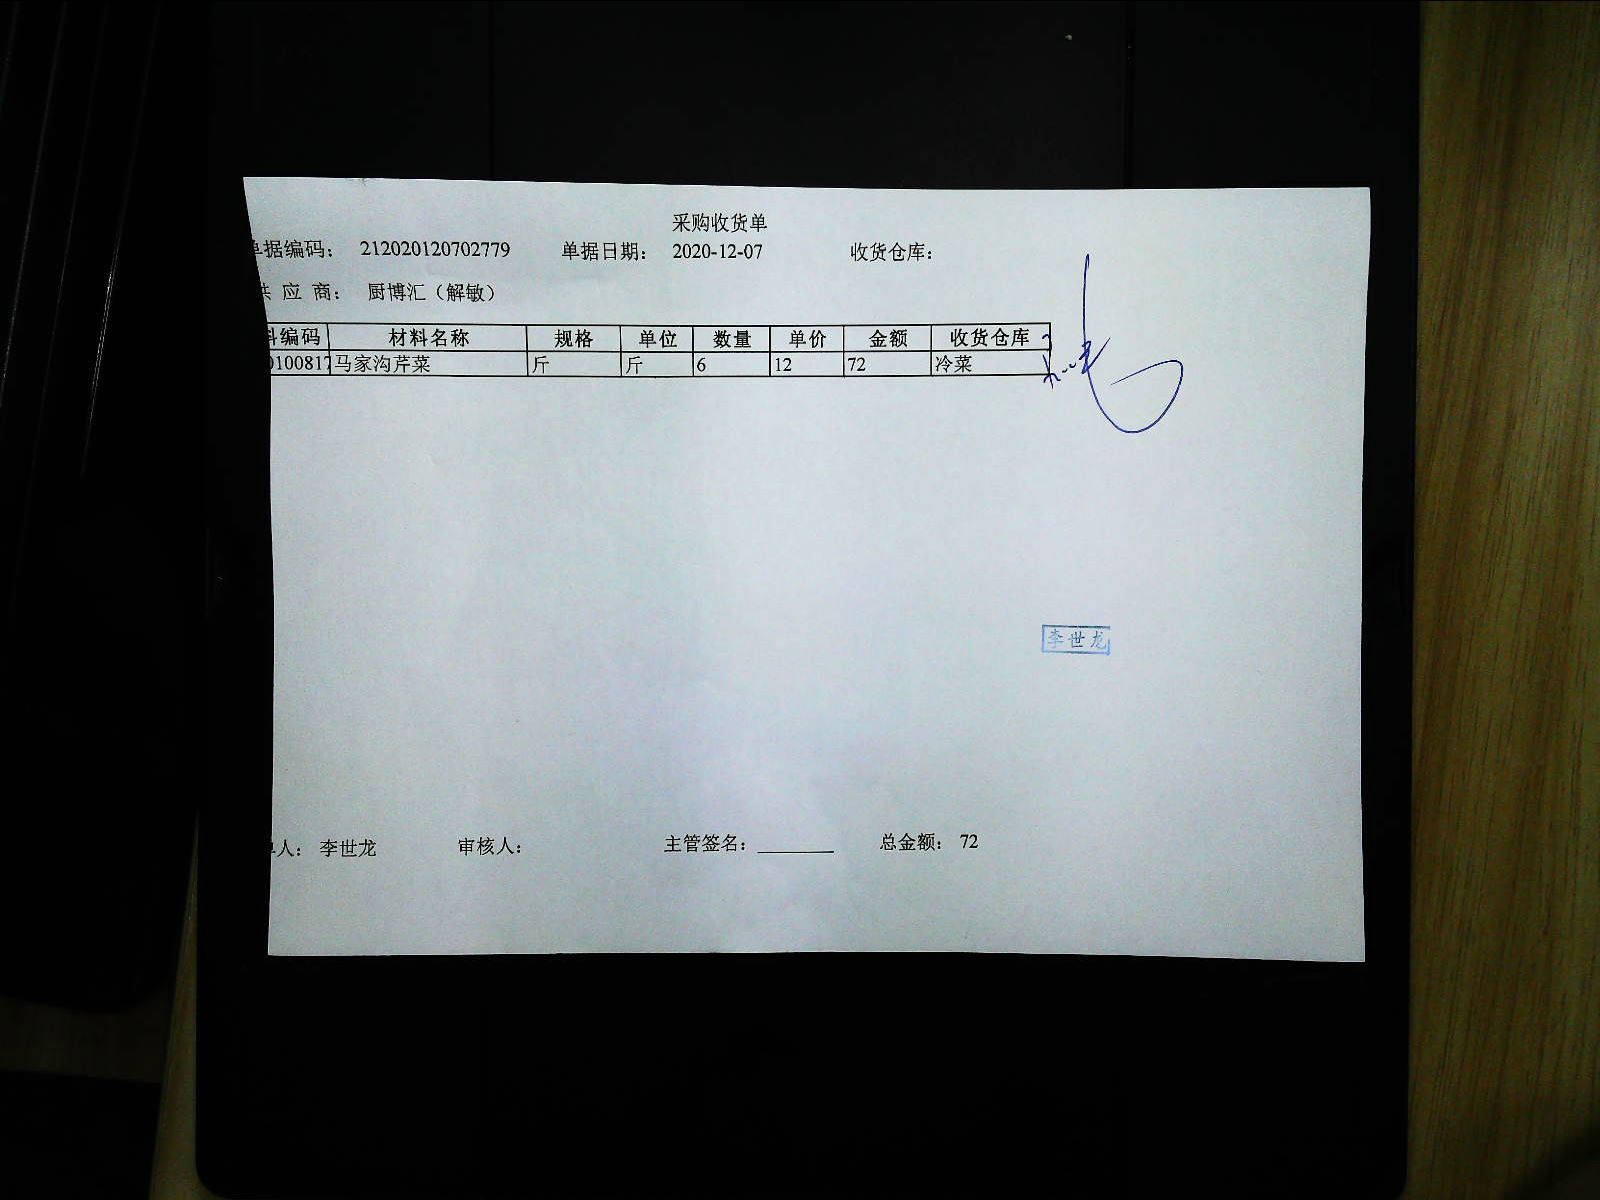 采购收货单
单据编码： 212020120702779 单据日期： 2020-12-07 收货仓库：
供 应 商： 厨博汇（解敏）
料编码 材料名称 规格 单位 数量 单价 金额 收货仓库
0100817 马家沟芹菜 斤 斤 6 12 72 冷菜
李世龙
单人： 李世龙 审核人： 主管签名： 总金额： 72